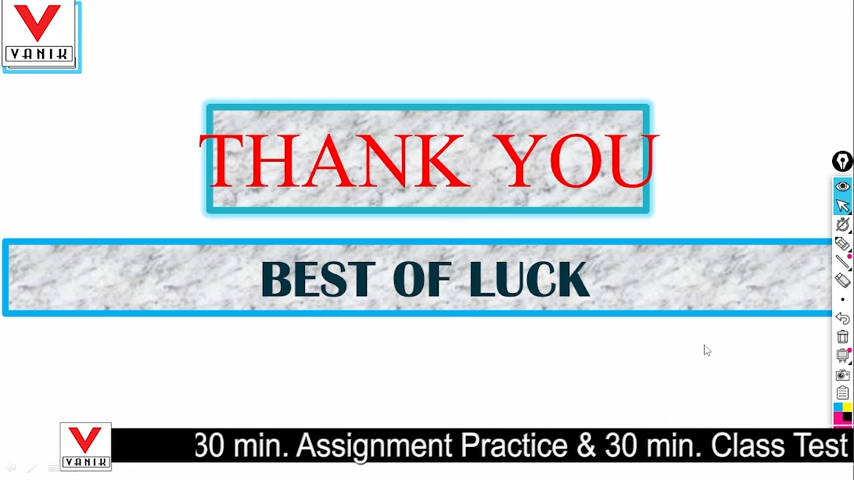 VANIK
THANK YOU
BEST OF LUCK
VANIK
30 min. Assignment Practice & 30 min. Class Test